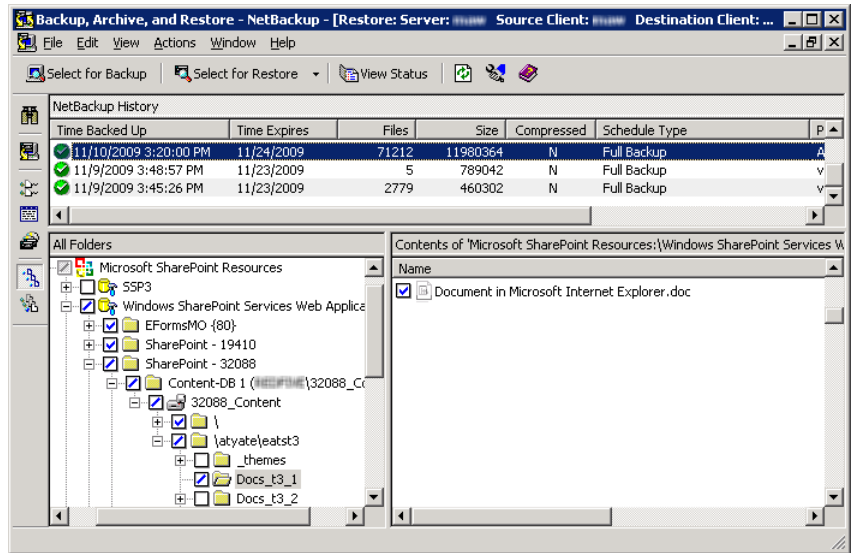 Backup, Archive, and Restore - NetBackup - [Restore: Server: Source Client: Destination Client: ...
File Edit View Actions Window Help
Select for Backup Select for Restore View Status
NetBackup History
Time Backed Up Time Expires Files Size Compressed Schedule Type P
11/10/2009 3:20:00 PM 11/24/2009 71212 11980364 N Full Backup A
11/9/2009 3:48:57 PM 11/23/2009 5 789042 N Full Backup v
11/9/2009 3:45:26 PM 11/23/2009 2779 460302 N Full Backup v
All Folders
Contents of 'Microsoft SharePoint Resources:\Windows SharePoint Services W
Microsoft SharePoint Resources
Name
SSP3
Document in Microsoft Internet Explorer.doc
Windows SharePoint Services Web Applica
EFormsMO {80}
SharePoint - 19410
SharePoint - 32088
Content-DB 1 ( \32088_Co
32088_Content
\
\atyate\eatst3
_themes
Docs_t3_1
Docs_t3_2